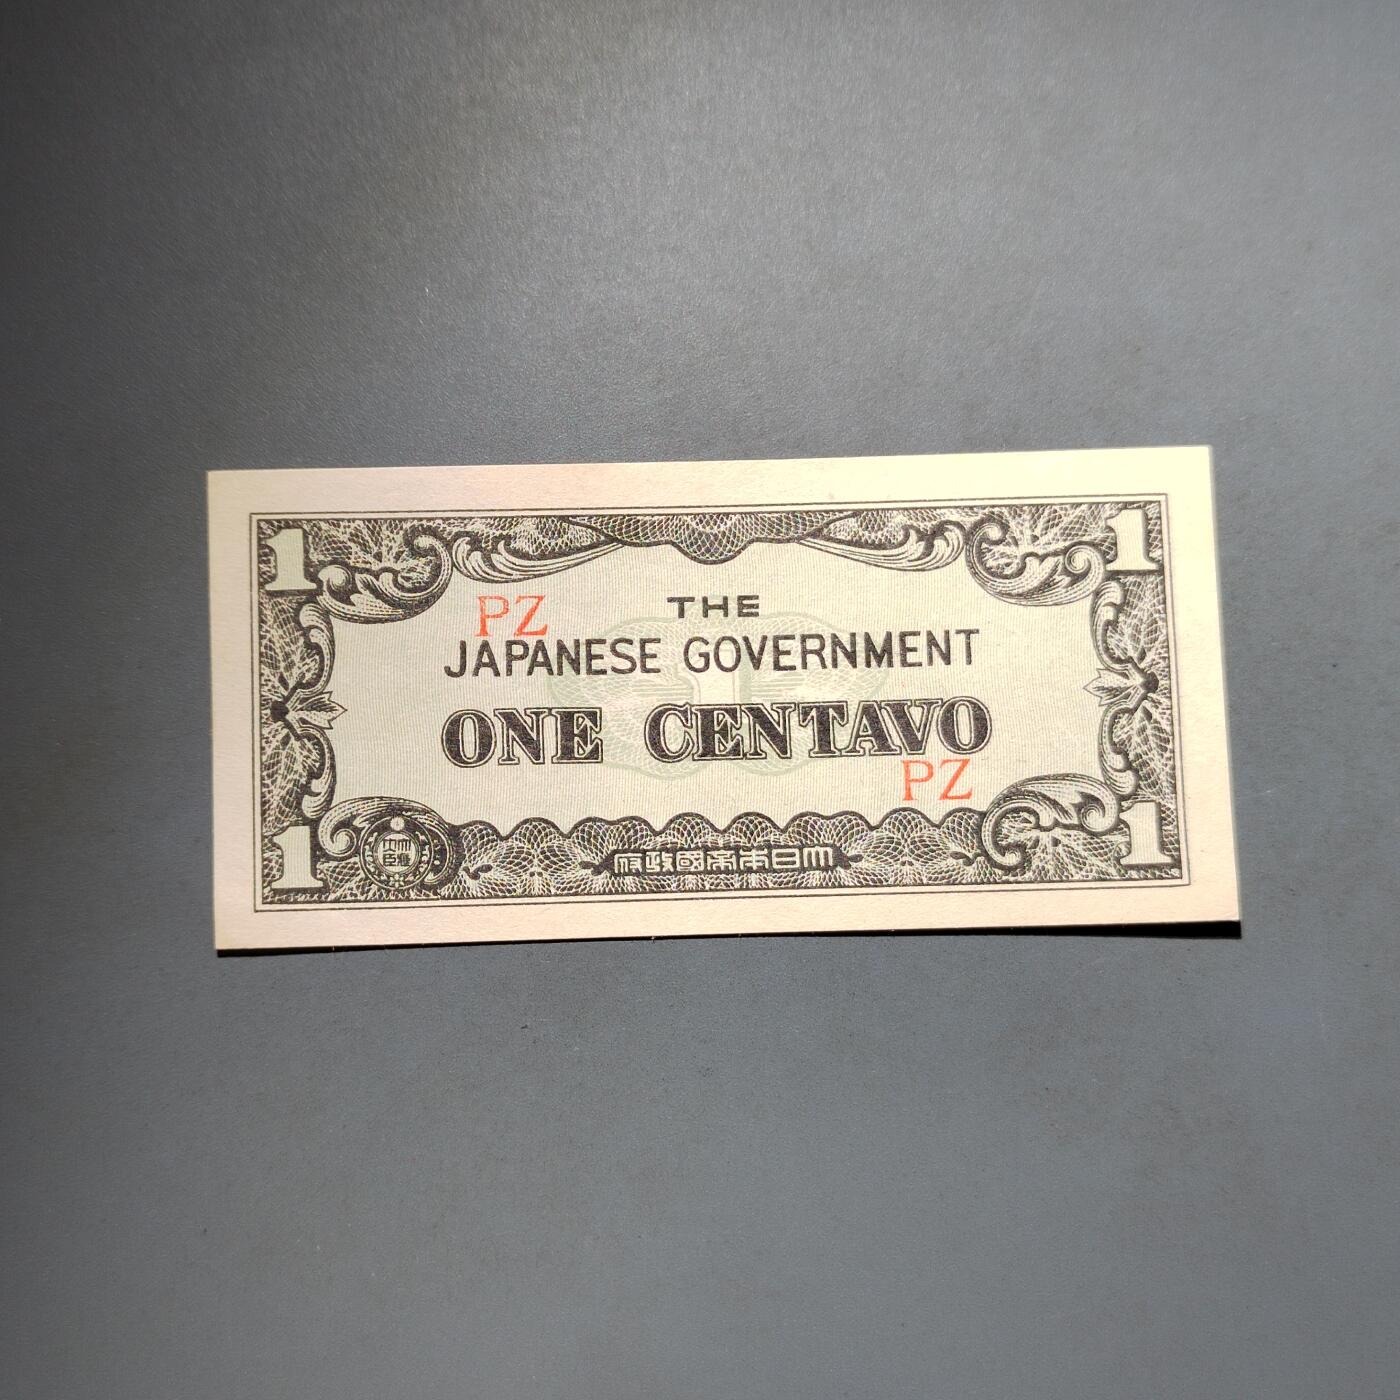 1 1
PZ THE
JAPANESE GOVERNMENT
ONE CENTAVO
PZ
1 府政國帝本日大 1